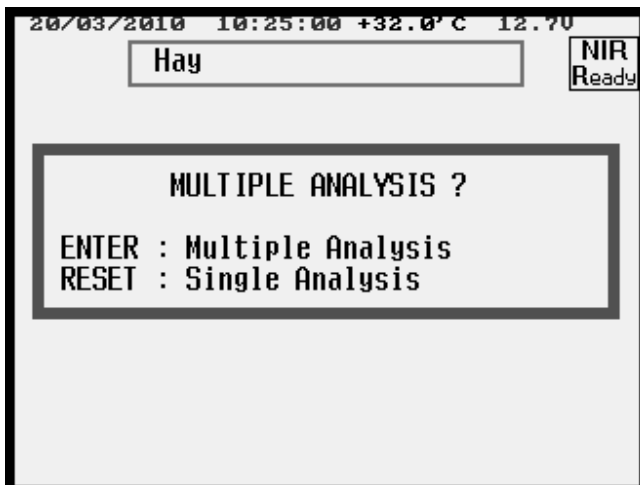 20/03/2010 10:25:00 +32.0'C 12.7V
Hay
NIR
Ready
MULTIPLE ANALYSIS ?
ENTER : Multiple Analysis
RESET : Single Analysis